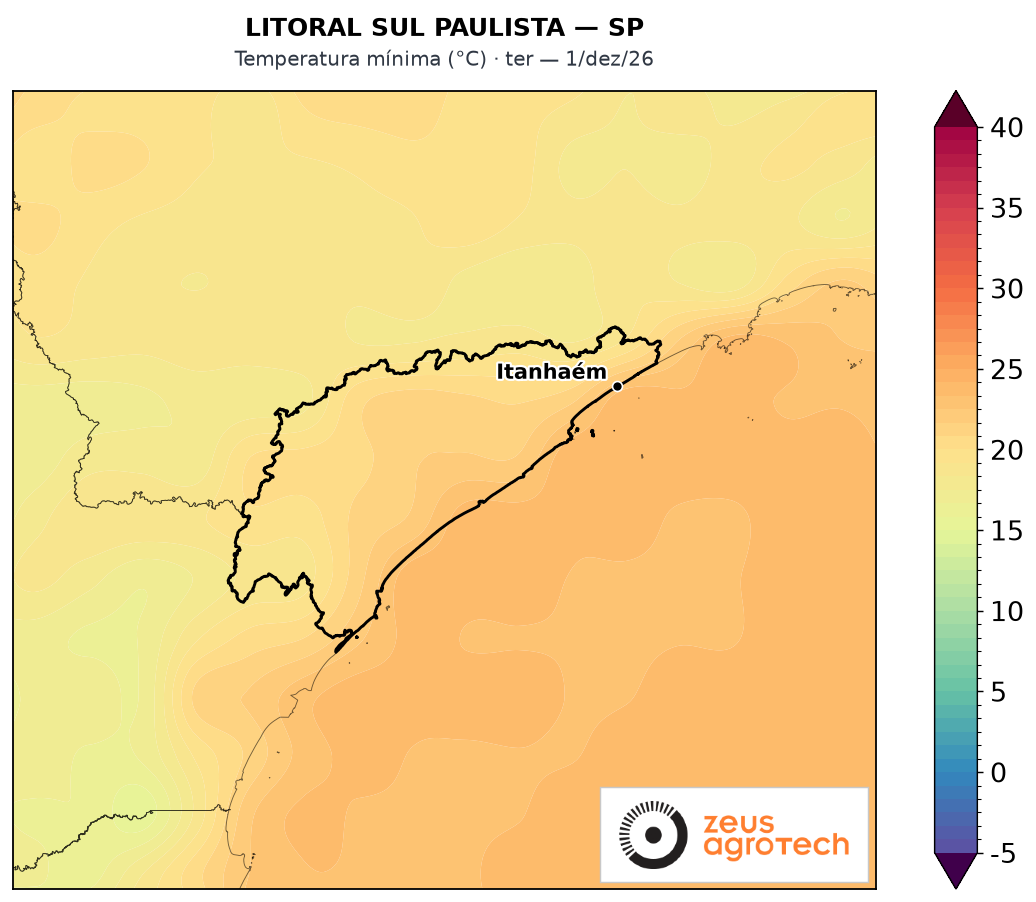 LITORAL SUL PAULISTA — SP
Temperatura mínima (°C) · ter — 1/dez/26
Itanhaém
40
35
30
25
20
15
10
5
0
-5
zeus
agrotech